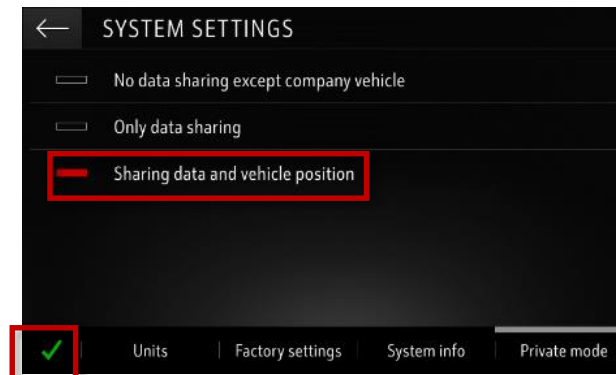 SYSTEM SETTINGS
No data sharing except company vehicle
Only data sharing
Sharing data and vehicle position
Units Factory settings System info Private mode